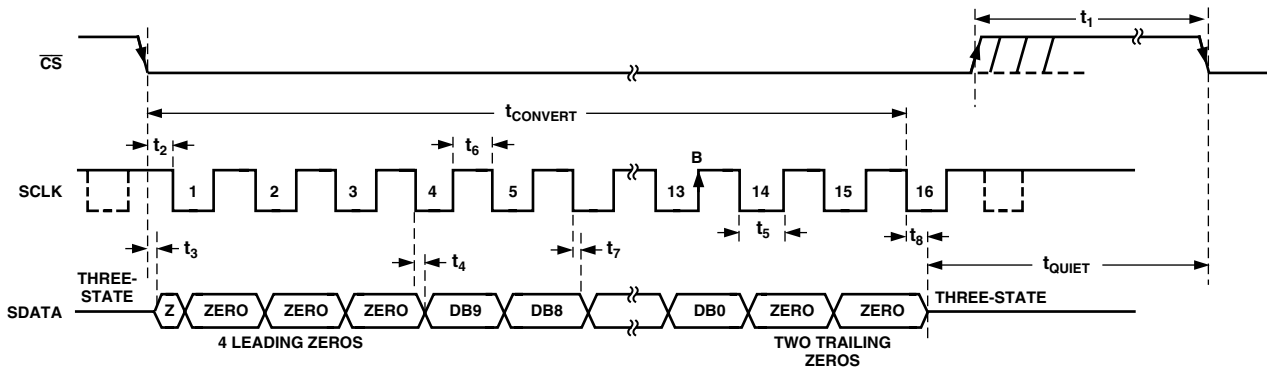 t1
CS
tCONVERT
t2
t6
B
SCLK
1
2
3
4
5
13
14
15
16
t3
t4
t7
t5
t8
tQUIET
THREE-
STATE
THREE-STATE
SDATA
Z
ZERO
ZERO
ZERO
DB9
DB8
DB0
ZERO
ZERO
4 LEADING ZEROS
TWO TRAILING
ZEROS